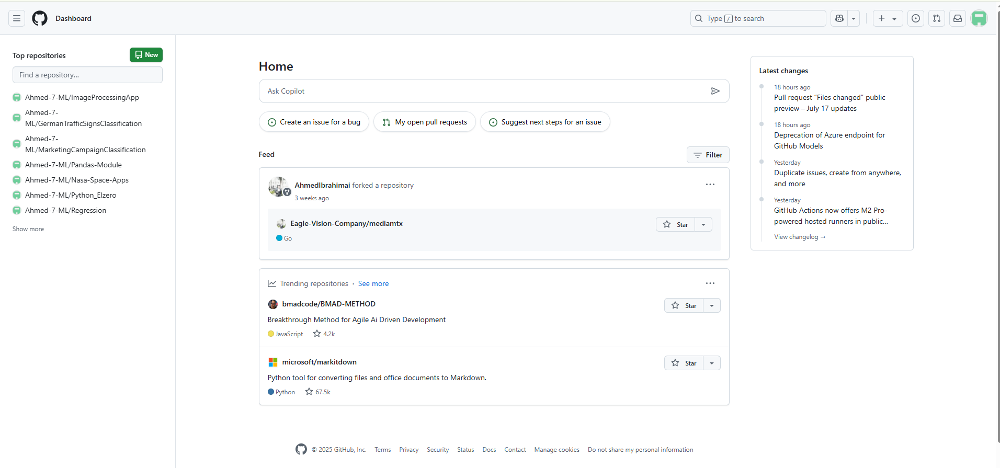 Dashboard
Type / to search
Top repositories
New
Find a repository...
Ahmed-7-ML/ImageProcessingApp
Ahmed-7-
ML/GermanTrafficSignsClassification
Ahmed-7-
ML/MarketingCampaignClassification
Ahmed-7-ML/Pandas-Module
Ahmed-7-ML/Nasa-Space-Apps
Ahmed-7-ML/Python_Elzero
Ahmed-7-ML/Regression
Show more
Home
Ask Copilot
Create an issue for a bug
My open pull requests
Suggest next steps for an issue
Feed
Filter
AhmedIbrahimai forked a repository
3 weeks ago
Eagle-Vision-Company/mediamtx
Star
Go
Trending repositories · See more
bmadcode/BMAD-METHOD
Star
Breakthrough Method for Agile Ai Driven Development
JavaScript 4.2k
microsoft/markitdown
Star
Python tool for converting files and office documents to Markdown.
Python 67.5k
Latest changes
18 hours ago
Pull request “Files changed” public
preview – July 17 updates
18 hours ago
Deprecation of Azure endpoint for
GitHub Models
Yesterday
Duplicate issues, create from anywhere,
and more
Yesterday
GitHub Actions now offers M2 Pro-
powered hosted runners in public...
View changelog →
© 2025 GitHub, Inc. Terms Privacy Security Status Docs Contact Manage cookies Do not share my personal information